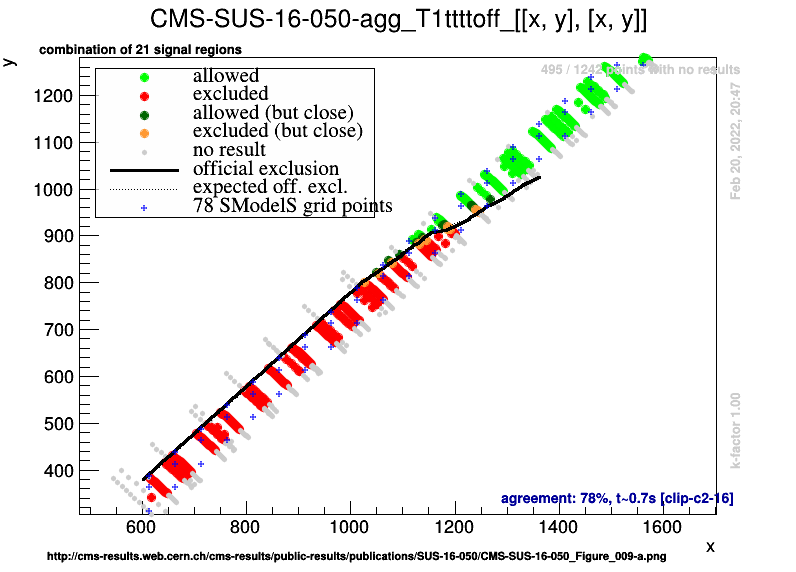 CMS-SUS-16-050-agg_T1ttttoff_[[x, y], [x, y]]
combination of 21 signal regions
y
495 / 1242 points with no results
allowed
excluded
allowed (but close)
excluded (but close)
no result
official exclusion
expected off. excl.
78 SModelS grid points
Feb 20, 2022, 20:47
k-factor 1.00
1200
1100
1000
900
800
700
600
500
400
agreement: 78%, t~0.7s [clip-c2-16]
600 800 1000 1200 1400 1600
x
http://cms-results.web.cern.ch/cms-results/public-results/publications/SUS-16-050/CMS-SUS-16-050_Figure_009-a.png